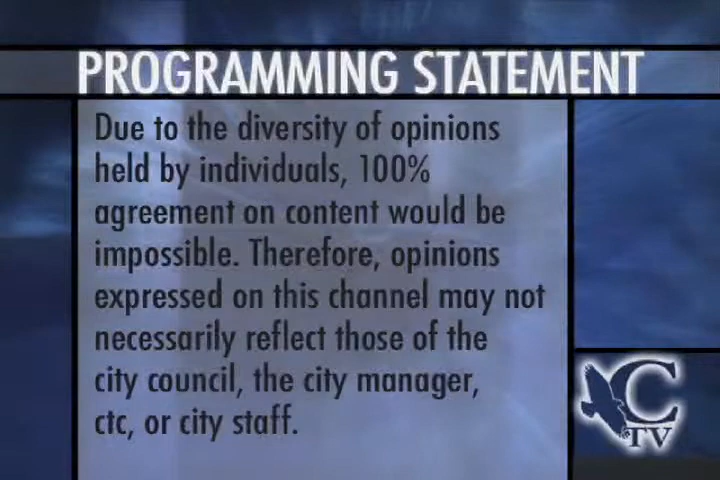 PROGRAMMING STATEMENT
Due to the diversity of opinions
held by individuals, 100%
agreement on content would be
impossible. Therefore, opinions
expressed on this channel may not
necessarily reflect those of the
city council, the city manager,
ctc, or city staff.
C
TV